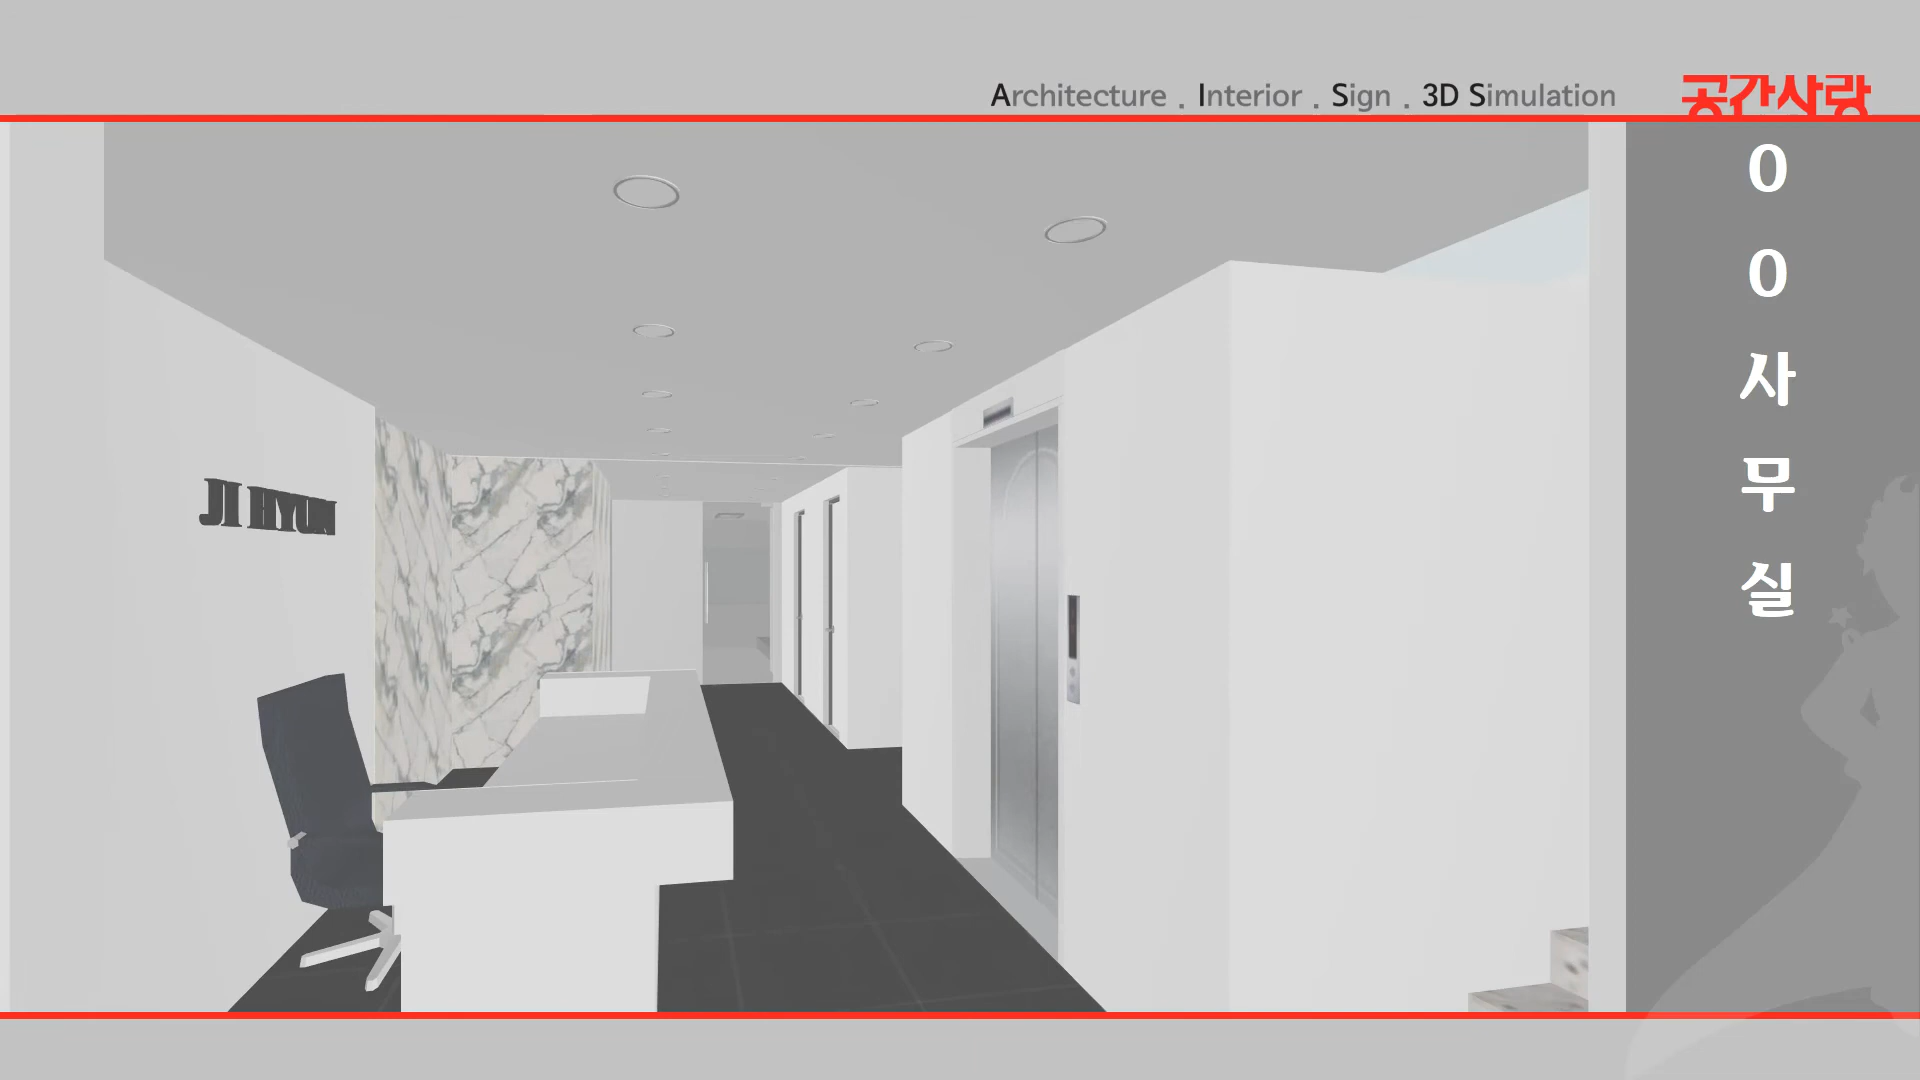 Architecture . Interior . Sign . 3D Simulation
공간사랑
JI HYUN
0
0
사
무
실